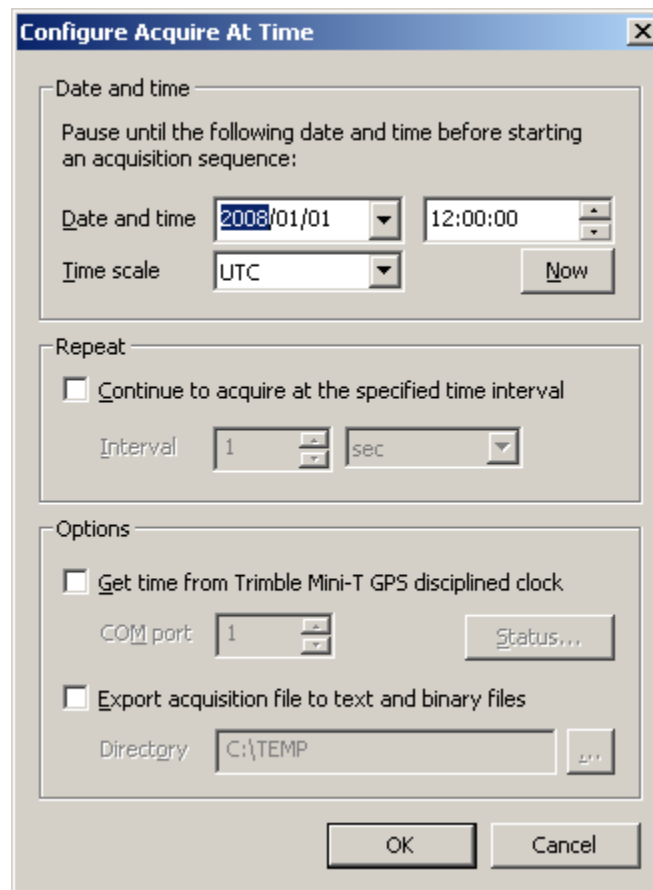 Configure Acquire At Time
Date and time
Pause until the following date and time before starting
an acquisition sequence:
Date and time 2008/01/01 12:00:00
Time scale UTC Now
Repeat
Continue to acquire at the specified time interval
Interval 1 sec
Options
Get time from Trimble Mini-T GPS disciplined clock
COM port 1 Status...
Export acquisition file to text and binary files
Directory C:\TEMP ...
OK Cancel